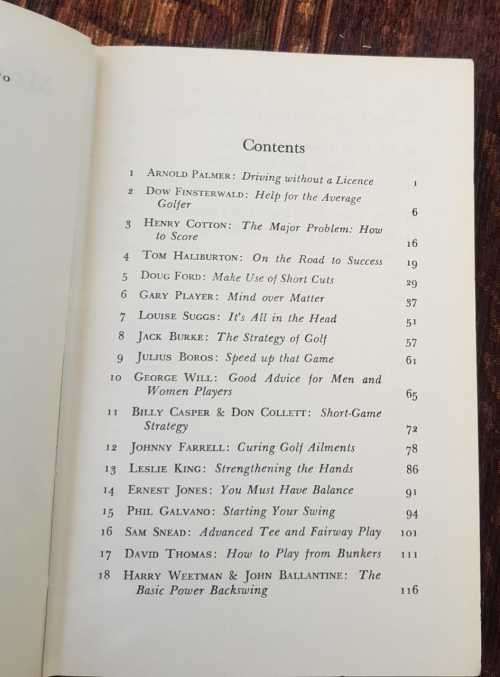 Contents
1 ARNOLD PALMER: Driving without a Licence 1
2 DOW FINSTERWALD: Help for the Average
Golfer 6
3 HENRY COTTON: The Major Problem: How
to Score 16
4 TOM HALIBURTON: On the Road to Success 19
5 DOUG FORD: Make Use of Short Cuts 29
6 GARY PLAYER: Mind over Matter 37
7 LOUISE SUGGS: It's All in the Head 51
8 JACK BURKE: The Strategy of Golf 57
9 JULIUS BOROS: Speed up that Game 61
10 GEORGE WILL: Good Advice for Men and
Women Players 65
11 BILLY CASPER & DON COLLETT: Short-Game
Strategy 72
12 JOHNNY FARRELL: Curing Golf Ailments 78
13 LESLIE KING: Strengthening the Hands 86
14 ERNEST JONES: You Must Have Balance 91
15 PHIL GALVANO: Starting Your Swing 94
16 SAM SNEAD: Advanced Tee and Fairway Play 101
17 DAVID THOMAS: How to Play from Bunkers 111
18 HARRY WEETMAN & JOHN BALLANTINE: The
Basic Power Backswing 116